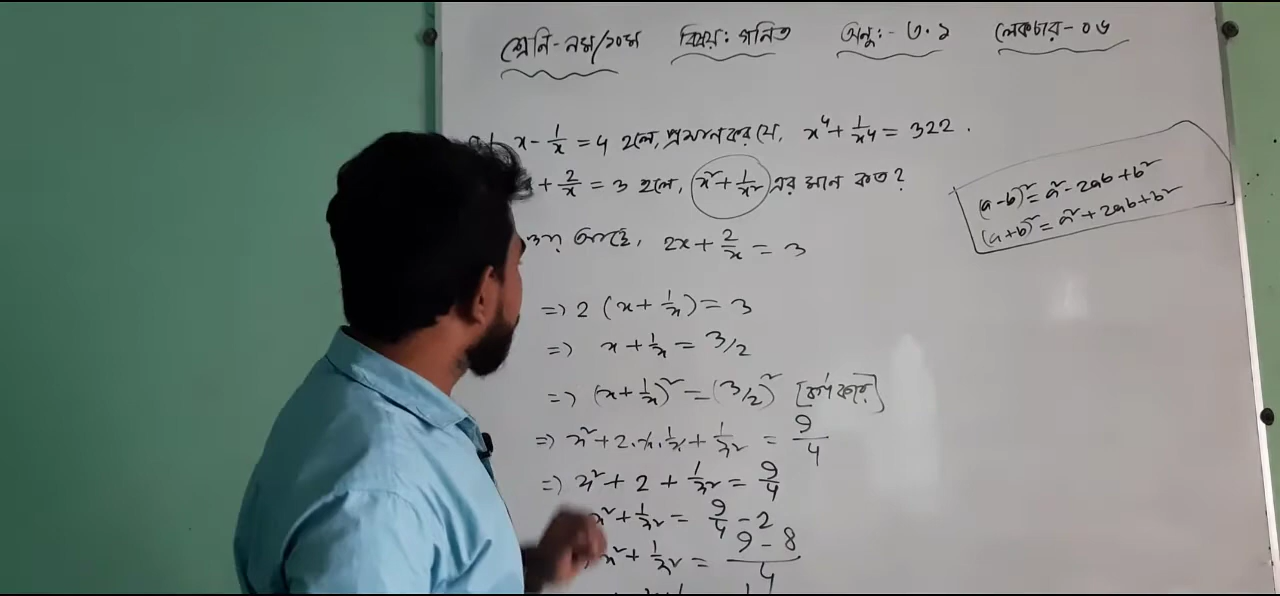 শ্রেনি-নবম/১০ম বিষয়: গনিত অনু:- ৩.১ লেকচার-০৬
x - 1/x = 4 হলে, প্রমান কর যে, x⁴ + 1/x⁴ = 322.
+ 2/x = 3 হলে, x² + 1/x² এর মান কত?
(a-b)² = a² - 2ab + b²
(a+b)² = a² + 2ab + b²
আছে, 2x + 2/x = 3
=> 2 (x + 1/x) = 3
=> x + 1/x = 3/2
=> (x + 1/x)² = (3/2)² [বর্গ করে]
=> x² + 2.x.1/x + 1/x² = 9/4
=> x² + 2 + 1/x² = 9/4
x² + 1/x² = 9/4 - 2
x² + 1/x² = 9-8/4